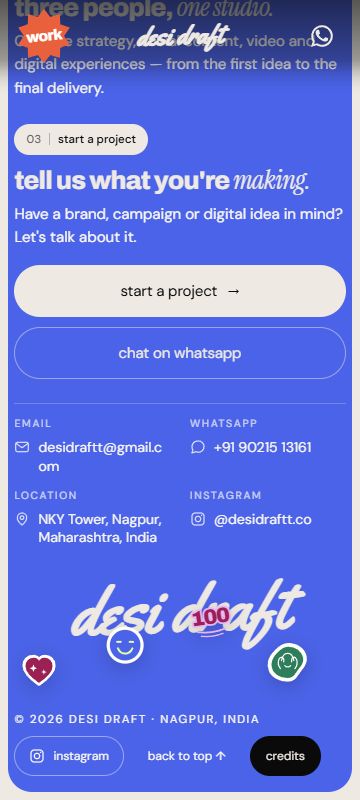 three people, one studio.
work
desi draft
digital experiences — from the first idea to the
final delivery.
03 start a project
tell us what you're making.
Have a brand, campaign or digital idea in mind?
Let's talk about it.
start a project →
chat on whatsapp
EMAIL
desidraftt@gmail.c
om
WHATSAPP
+91 90215 13161
LOCATION
NKY Tower, Nagpur,
Maharashtra, India
INSTAGRAM
@desidraftt.co
desi draft
100
© 2026 DESI DRAFT · NAGPUR, INDIA
instagram
back to top ↑
credits